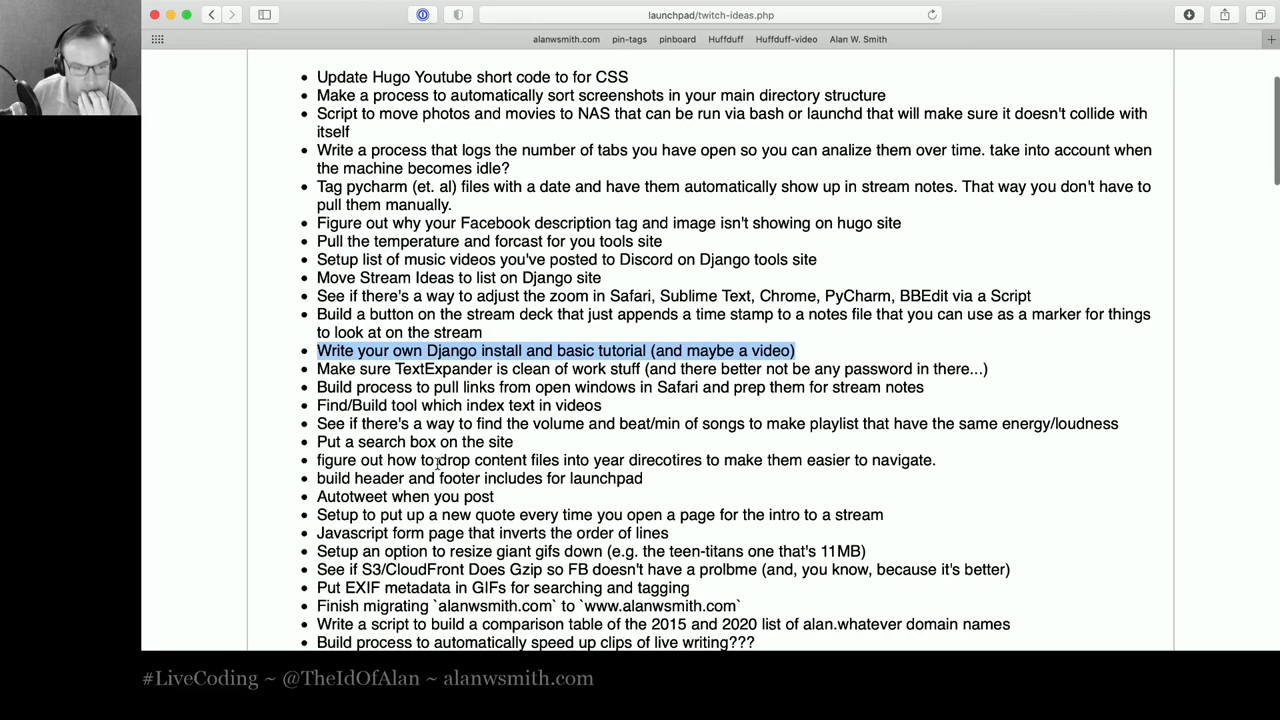 launchpad/twitch-ideas.php
alanwsmith.com pin-tags pinboard Huffduff Huffduff-video Alan W. Smith
• Update Hugo Youtube short code to for CSS
• Make a process to automatically sort screenshots in your main directory structure
• Script to move photos and movies to NAS that can be run via bash or launchd that will make sure it doesn't collide with
itself
• Write a process that logs the number of tabs you have open so you can analize them over time. take into account when
the machine becomes idle?
• Tag pycharm (et. al) files with a date and have them automatically show up in stream notes. That way you don't have to
pull them manually.
• Figure out why your Facebook description tag and image isn't showing on hugo site
• Pull the temperature and forcast for you tools site
• Setup list of music videos you've posted to Discord on Django tools site
• Move Stream Ideas to list on Django site
• See if there's a way to adjust the zoom in Safari, Sublime Text, Chrome, PyCharm, BBEdit via a Script
• Build a button on the stream deck that just appends a time stamp to a notes file that you can use as a marker for things
to look at on the stream
• Write your own Django install and basic tutorial (and maybe a video)
• Make sure TextExpander is clean of work stuff (and there better not be any password in there...)
• Build process to pull links from open windows in Safari and prep them for stream notes
• Find/Build tool which index text in videos
• See if there's a way to find the volume and beat/min of songs to make playlist that have the same energy/loudness
• Put a search box on the site
• figure out how to drop content files into year direcotires to make them easier to navigate.
• build header and footer includes for launchpad
• Autotweet when you post
• Setup to put up a new quote every time you open a page for the intro to a stream
• Javascript form page that inverts the order of lines
• Setup an option to resize giant gifs down (e.g. the teen-titans one that's 11MB)
• See if S3/CloudFront Does Gzip so FB doesn't have a prolbme (and, you know, because it's better)
• Put EXIF metadata in GIFs for searching and tagging
• Finish migrating `alanwsmith.com` to `www.alanwsmith.com`
• Write a script to build a comparison table of the 2015 and 2020 list of alan.whatever domain names
• Build process to automatically speed up clips of live writing???
#LiveCoding ~ @TheIdOfAlan ~ alanwsmith.com